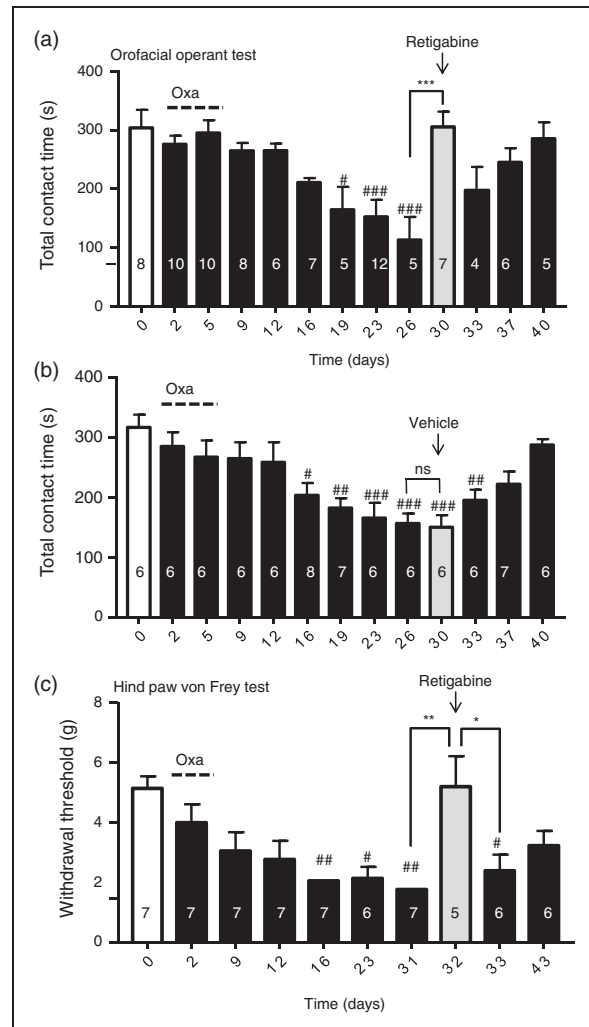 (a)
Orofacial operant test
Retigabine
Oxa
***
400
300
200
100
0
Total contact time (s)
# ### ###
8 10 10 8 6 7 5 12 5 7 4 6 5
0 2 5 9 12 16 19 23 26 30 33 37 40
Time (days)
(b)
Oxa
Vehicle
ns
400
300
200
100
0
Total contact time (s)
# ## ### ### ### ##
6 6 6 6 6 8 7 6 6 6 6 7 6
0 2 5 9 12 16 19 23 26 30 33 37 40
(c)
Hind paw von Frey test
Retigabine
Oxa
** *
8
6
4
2
0
Withdrawal threshold (g)
## # ## #
7 7 7 7 7 6 7 5 6 6
0 2 9 12 16 23 31 32 33 43
Time (days)